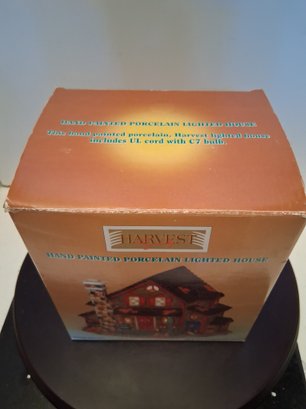 HAND PAINTED PORCELAIN LIGHTED HOUSE
This hand painted porcelain, Harvest lighted house
includes UL cord with C7 bulb.
HARVEST
HAND PAINTED PORCELAIN LIGHTED HOUSE